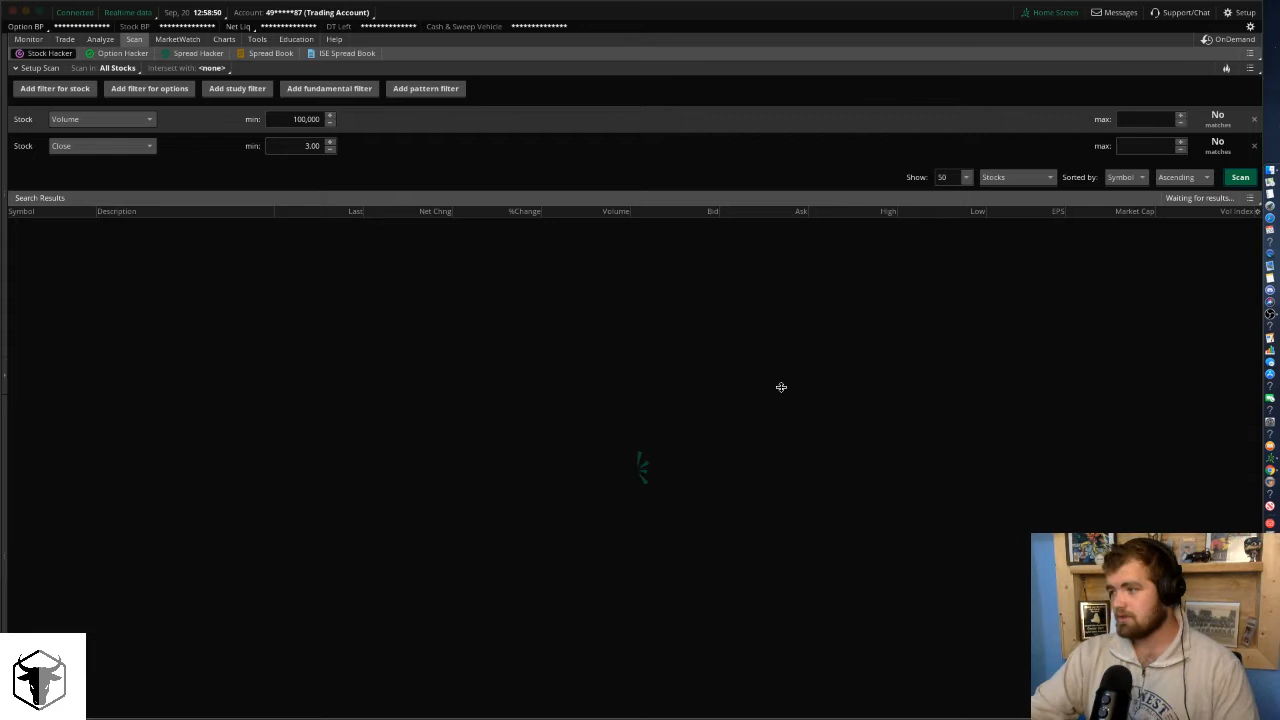 Connected Realtime data Sep, 20 12:58:50 Account: 49*****87 (Trading Account) Home Screen Messages Support/Chat Setup
Option BP ************** Stock BP ************** Net Liq ************** DT Left ************** Cash & Sweep Vehicle **************
Monitor Trade Analyze Scan MarketWatch Charts Tools Education Help OnDemand
Stock Hacker Option Hacker Spread Hacker Spread Book ISE Spread Book
Setup Scan Scan in: All Stocks Intersect with: <none>
Add filter for stock Add filter for options Add study filter Add fundamental filter Add pattern filter
Stock Volume min: 100,000 max: No matches
Stock Close min: 3.00 max: No matches
Show: 50 Stocks Sorted by: Symbol Ascending Scan
Search Results Waiting for results...
Symbol Description Last Net Chng %Change Volume Bid Ask High Low EPS Market Cap Vol Index